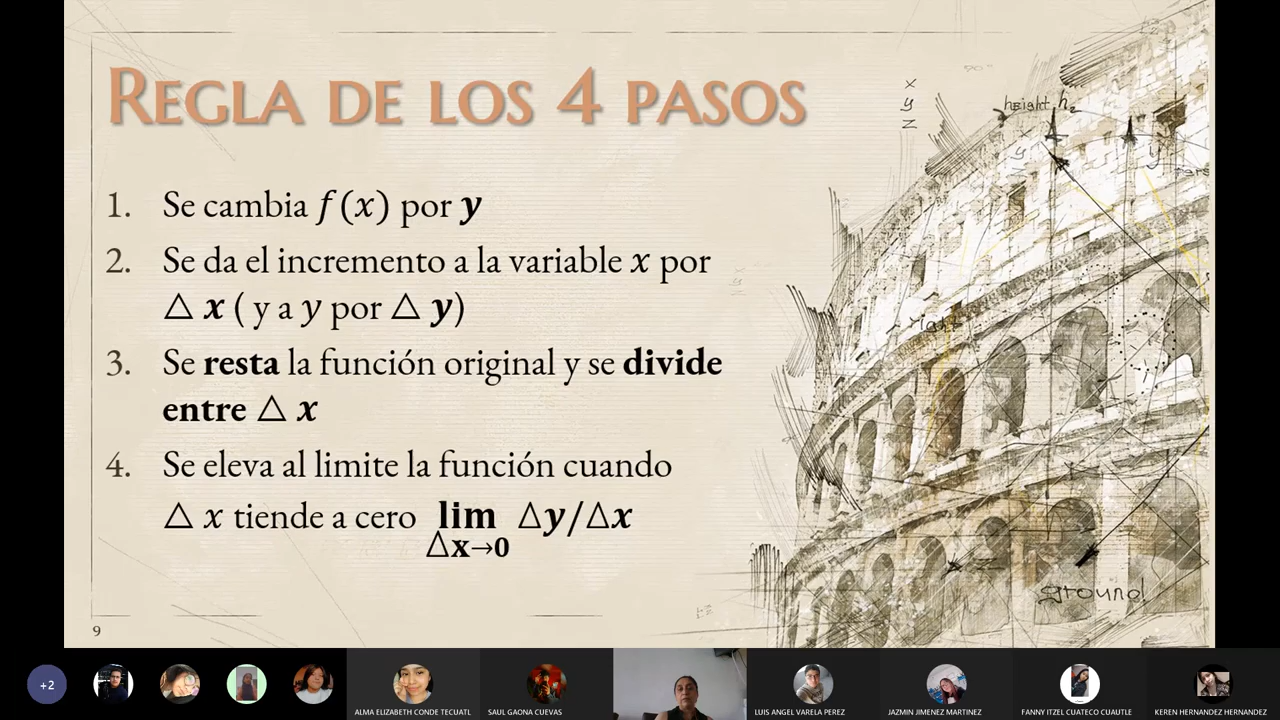 REGLA DE LOS 4 PASOS
1. Se cambia f(x) por y
2. Se da el incremento a la variable x por
△ x ( y a y por △ y)
3. Se resta la función original y se divide
entre △ x
4. Se eleva al limite la función cuando
△ x tiende a cero lim △y/△x
△x→0
9
x y z
height h₂
ground
+2
ALMA ELIZABETH CONDE TECUATL
SAUL GAONA CUEVAS
LUIS ANGEL VARELA PEREZ
JAZMIN JIMENEZ MARTINEZ
FANNY ITZEL CUATECO CUAUTLE
KEREN HERNANDEZ HERNANDEZ